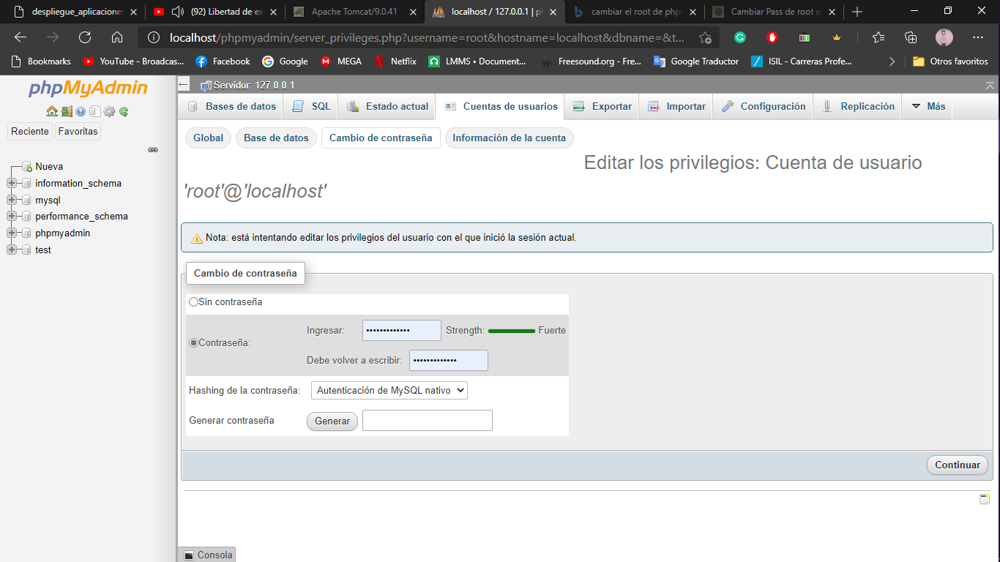 despliegue_aplicaciones
(92) Libertad de ex
Apache Tomcat/9.0.41
localhost / 127.0.0.1 | p
cambiar el root de php
Cambiar Pass de root e
localhost/phpmyadmin/server_privileges.php?username=root&hostname=localhost&dbname=&t...
Bookmarks
YouTube - Broadcas...
Facebook
Google
MEGA
Netflix
LMMS • Document...
Freesound.org - Fre...
Google Traductor
ISIL - Carreras Profe...
Otros favoritos
phpMyAdmin
Reciente
Favoritas
Nueva
information_schema
mysql
performance_schema
phpmyadmin
test
Servidor: 127.0.0.1
Bases de datos
SQL
Estado actual
Cuentas de usuarios
Exportar
Importar
Configuración
Replicación
Más
Global
Base de datos
Cambio de contraseña
Información de la cuenta
Editar los privilegios: Cuenta de usuario
'root'@'localhost'
Nota: está intentando editar los privilegios del usuario con el que inició la sesión actual.
Cambio de contraseña
Sin contraseña
Contraseña:
Ingresar:
•••••••••••••
Strength:
Fuerte
Debe volver a escribir:
•••••••••••••
Hashing de la contraseña:
Autenticación de MySQL nativo
Generar contraseña
Generar
Continuar
Consola